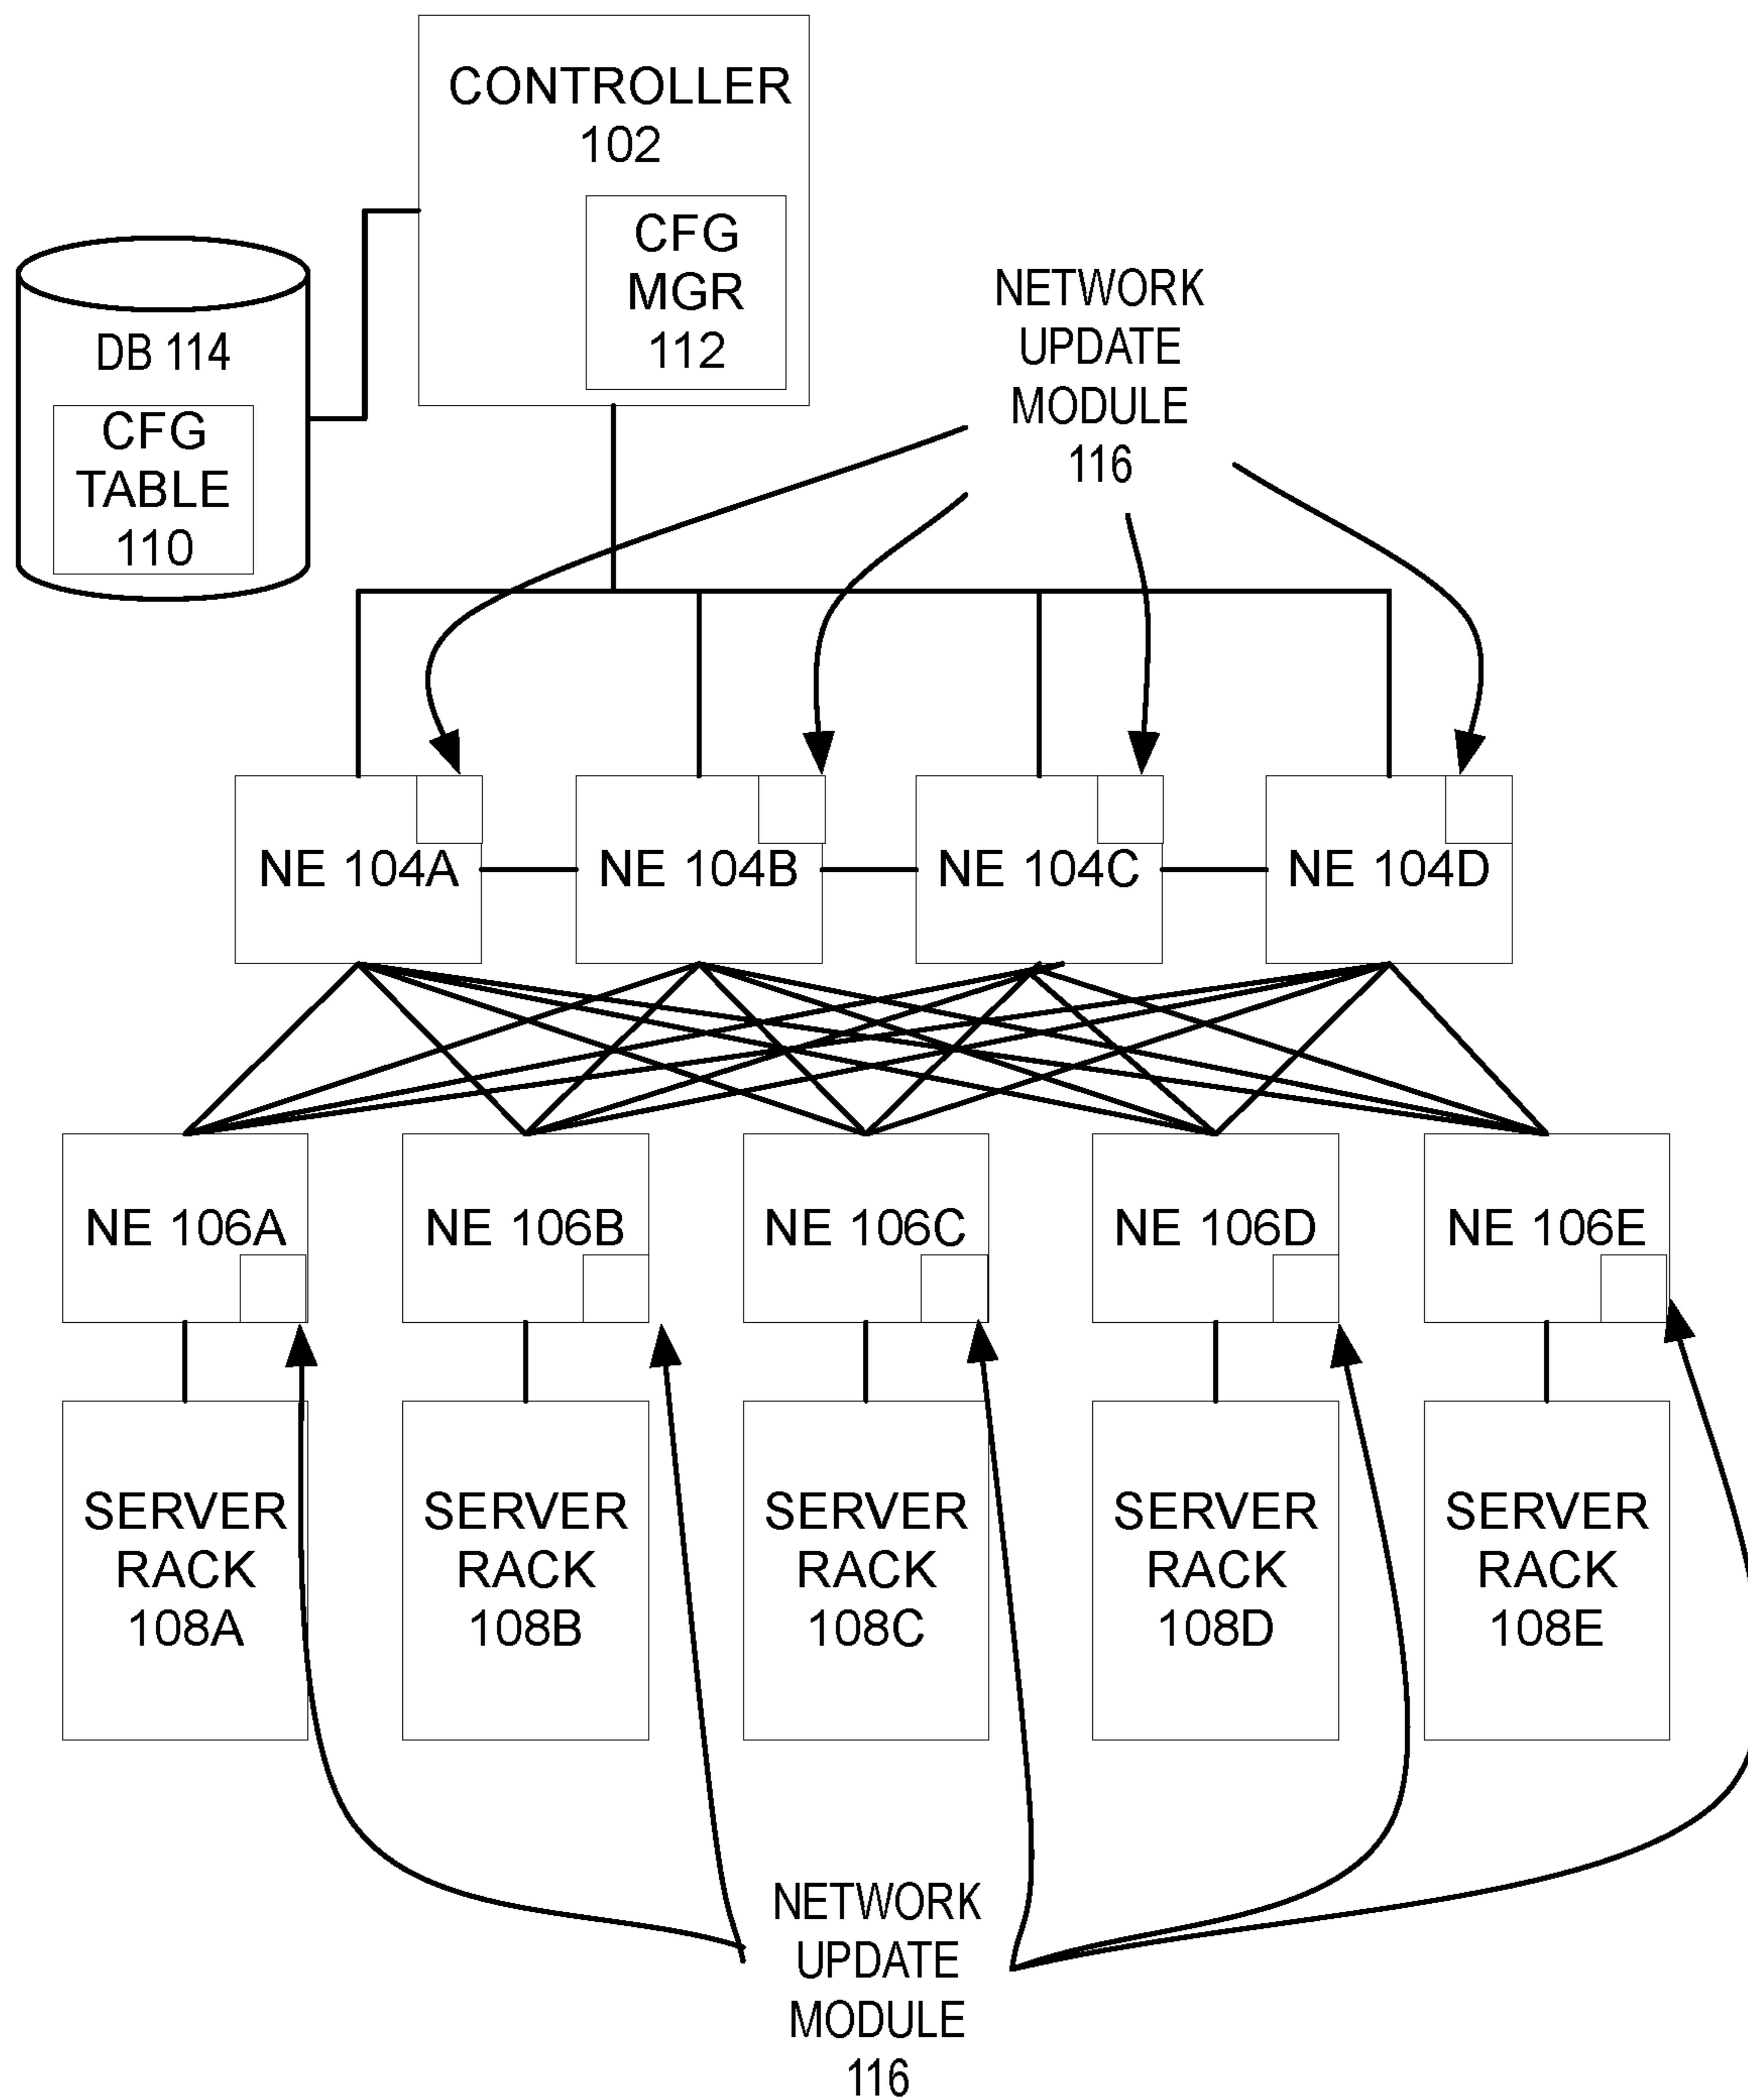 CONTROLLER
102
CFG
MGR
112
DB 114
CFG
TABLE
110
NETWORK
UPDATE
MODULE
116
NE 104A
NE 104B
NE 104C
NE 104D
NE 106A
NE 106B
NE 106C
NE 106D
NE 106E
SERVER
RACK
108A
SERVER
RACK
108B
SERVER
RACK
108C
SERVER
RACK
108D
SERVER
RACK
108E
NETWORK
UPDATE
MODULE
116